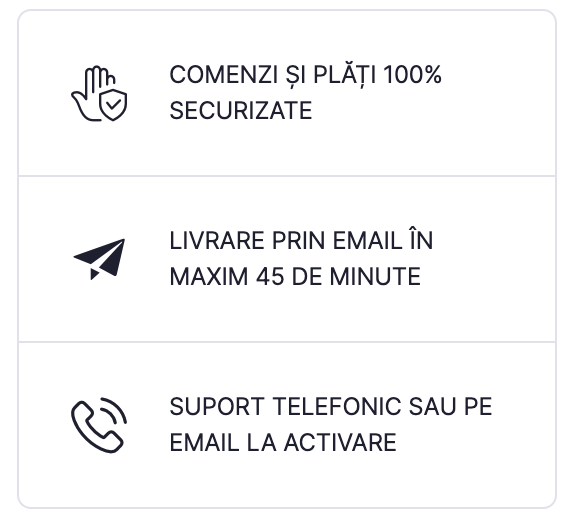 COMENZI ȘI PLĂȚI 100%
SECURIZATE
LIVRARE PRIN EMAIL ÎN
MAXIM 45 DE MINUTE
SUPORT TELEFONIC SAU PE
EMAIL LA ACTIVARE